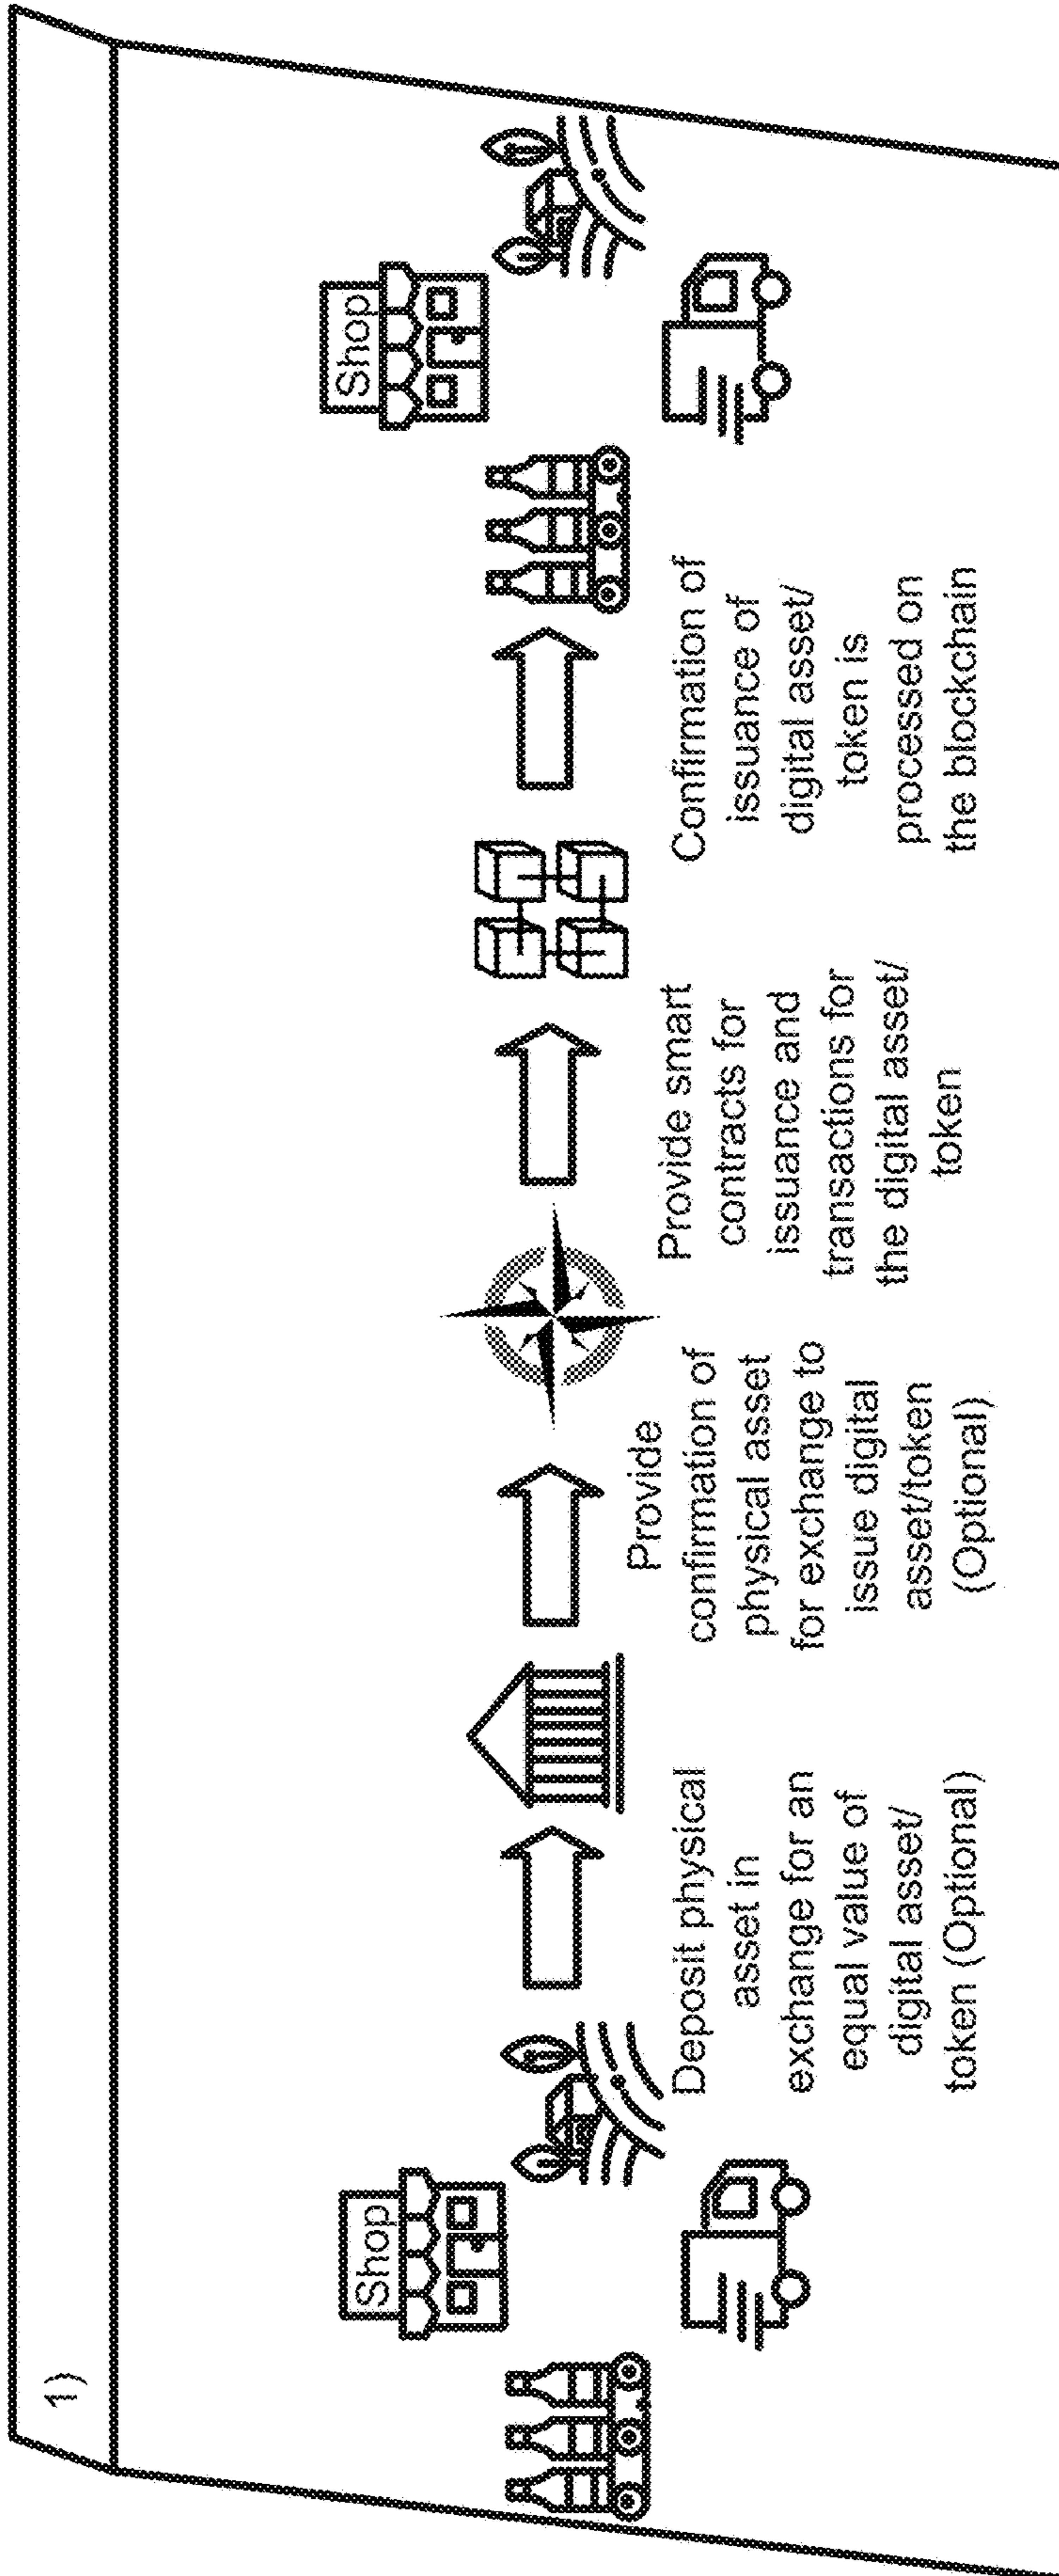 1)
Shop
Deposit physical
asset in
exchange for an
equal value of
digital asset/
token (Optional)
Provide
confirmation of
physical asset
for exchange to
issue digital
asset/token
(Optional)
Provide smart
contracts for
issuance and
transactions for
the digital asset/
token
Confirmation of
issuance of
digital asset/
token is
processed on
the blockchain
Shop